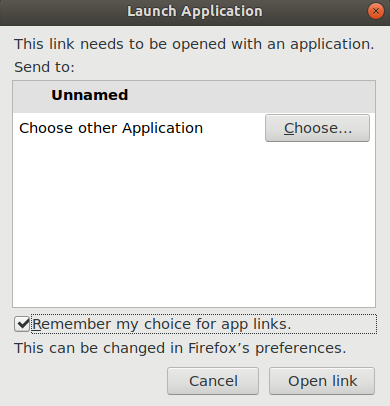 Launch Application
This link needs to be opened with an application.
Send to:
Unnamed
Choose other Application
Choose...
Remember my choice for app links.
This can be changed in Firefox's preferences.
Cancel
Open link